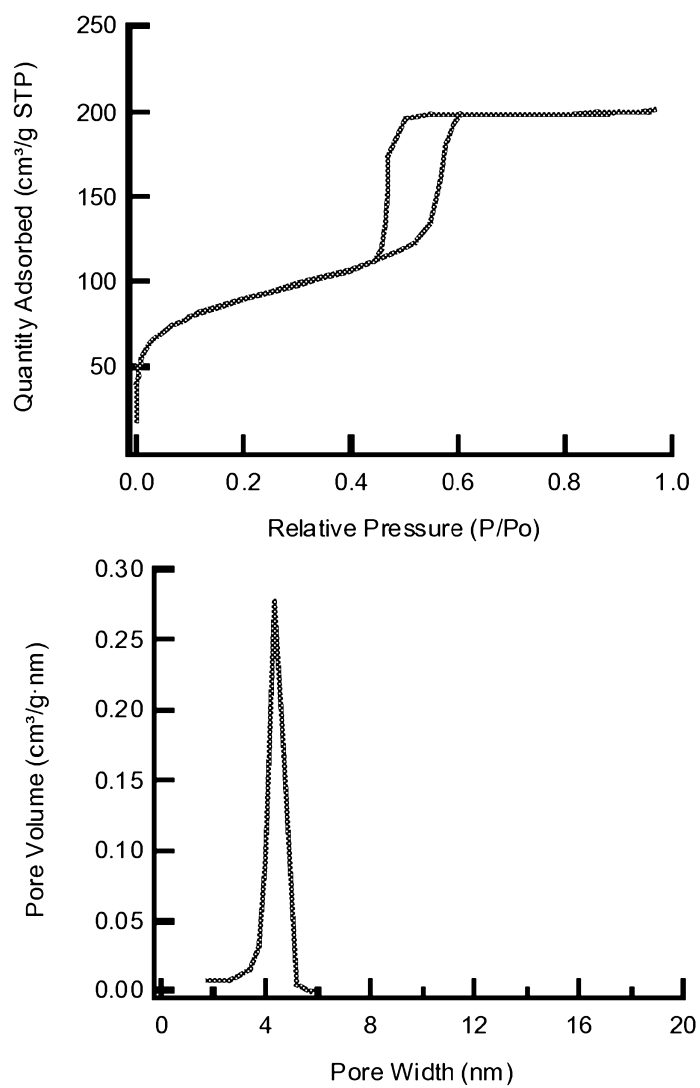 250
200
150
100
50
Quantity Adsorbed (cm³/g STP)
0.0 0.2 0.4 0.6 0.8 1.0
Relative Pressure (P/Po)
0.30
0.25
0.20
0.15
0.10
0.05
0.00
Pore Volume (cm³/g·nm)
0 4 8 12 16 20
Pore Width (nm)